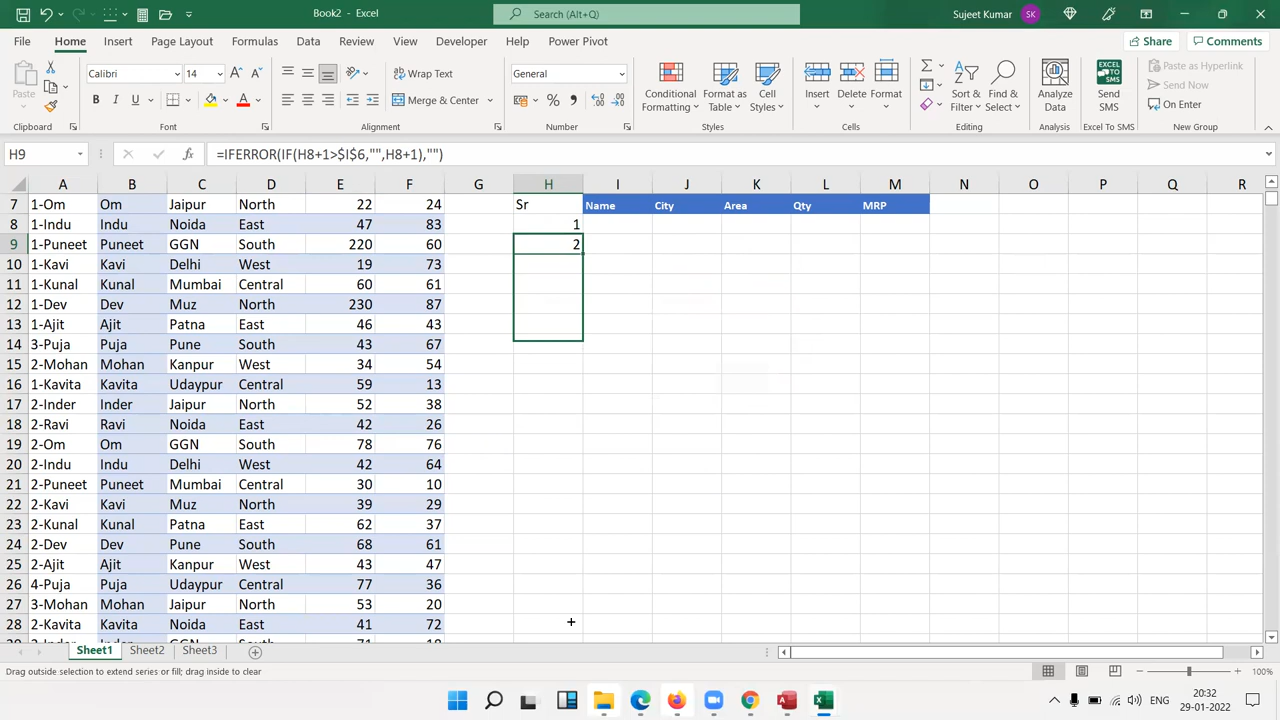 Book2 - Excel
Search (Alt+Q)
Sujeet Kumar
SK
File Home Insert Page Layout Formulas Data Review View Developer Help Power Pivot
Share Comments
Paste
Calibri 14
B I U
Wrap Text
Merge & Center
General
Conditional Formatting
Format as Table
Cell Styles
Insert Delete Format
Sort & Filter
Find & Select
Analyze Data
Send SMS
Paste as Hyperlink
Send Now
On Enter
Clipboard Font Alignment Number Styles Cells Editing Analysis Excel To SMS New Group
H9 =IFERROR(IF(H8+1>$I$6,"",H8+1),"")
A B C D E F G H I J K L M N O P Q R
7 1-Om Om Jaipur North 22 24 Sr Name City Area Qty MRP
8 1-Indu Indu Noida East 47 83 1
9 1-Puneet Puneet GGN South 220 60 2
10 1-Kavi Kavi Delhi West 19 73
11 1-Kunal Kunal Mumbai Central 60 61
12 1-Dev Dev Muz North 230 87
13 1-Ajit Ajit Patna East 46 43
14 3-Puja Puja Pune South 43 67
15 2-Mohan Mohan Kanpur West 34 54
16 1-Kavita Kavita Udaypur Central 59 13
17 2-Inder Inder Jaipur North 52 38
18 2-Ravi Ravi Noida East 42 26
19 2-Om Om GGN South 78 76
20 2-Indu Indu Delhi West 42 64
21 2-Puneet Puneet Mumbai Central 30 10
22 2-Kavi Kavi Muz North 39 29
23 2-Kunal Kunal Patna East 62 37
24 2-Dev Dev Pune South 68 61
25 2-Ajit Ajit Kanpur West 43 47
26 4-Puja Puja Udaypur Central 77 36
27 3-Mohan Mohan Jaipur North 53 20
28 2-Kavita Kavita Noida East 41 72
Sheet1 Sheet2 Sheet3
Drag outside selection to extend series or fill; drag inside to clear
100%
ENG
20:32
29-01-2022